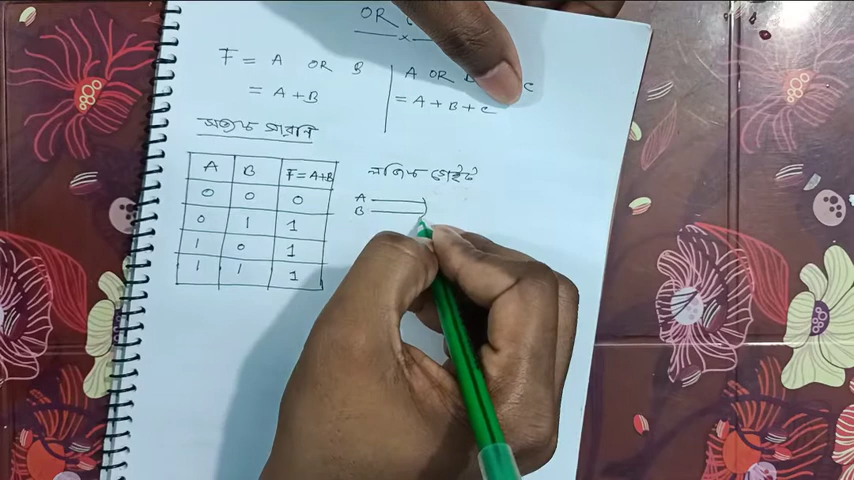 OR
F = A OR B
= A + B
A OR
C
= A + B + C
সত্যক সারণি
A B F = A+B
0 0 0
0 1 1
1 0 1
1 1 1
লজিক গেইট
A
B